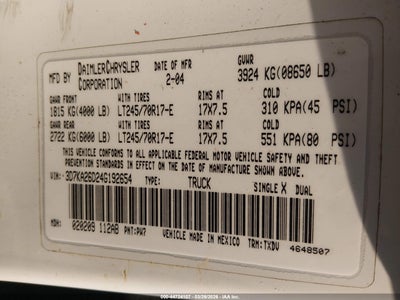 MFD BY DAIMLERCHRYSLER CORPORATION DATE OF MFR 2-04 GVWR 3924 KG(08650 LB)
GAWR FRONT WITH TIRES RIMS AT COLD
1815 KG(4000 LB) LT245/70R17-E 17X7.5 310 KPA(45 PSI)
GAWR REAR WITH TIRES RIMS AT COLD
2722 KG(6000 LB) LT245/70R17-E 17X7.5 551 KPA(80 PSI)
THIS VEHICLE CONFORMS TO ALL APPLICABLE FEDERAL MOTOR VEHICLE SAFETY AND THEFT
PREVENTION STANDARDS IN EFFECT ON THE DATE OF MANUFACTURE SHOWN ABOVE.
VIN: 3D7KA26D24G192654 TYPE: TRUCK SINGLE X DUAL
MDH: 020209 112AB PNT: PW7 VEHICLE MADE IN MEXICO TRM: TXDV 4648507